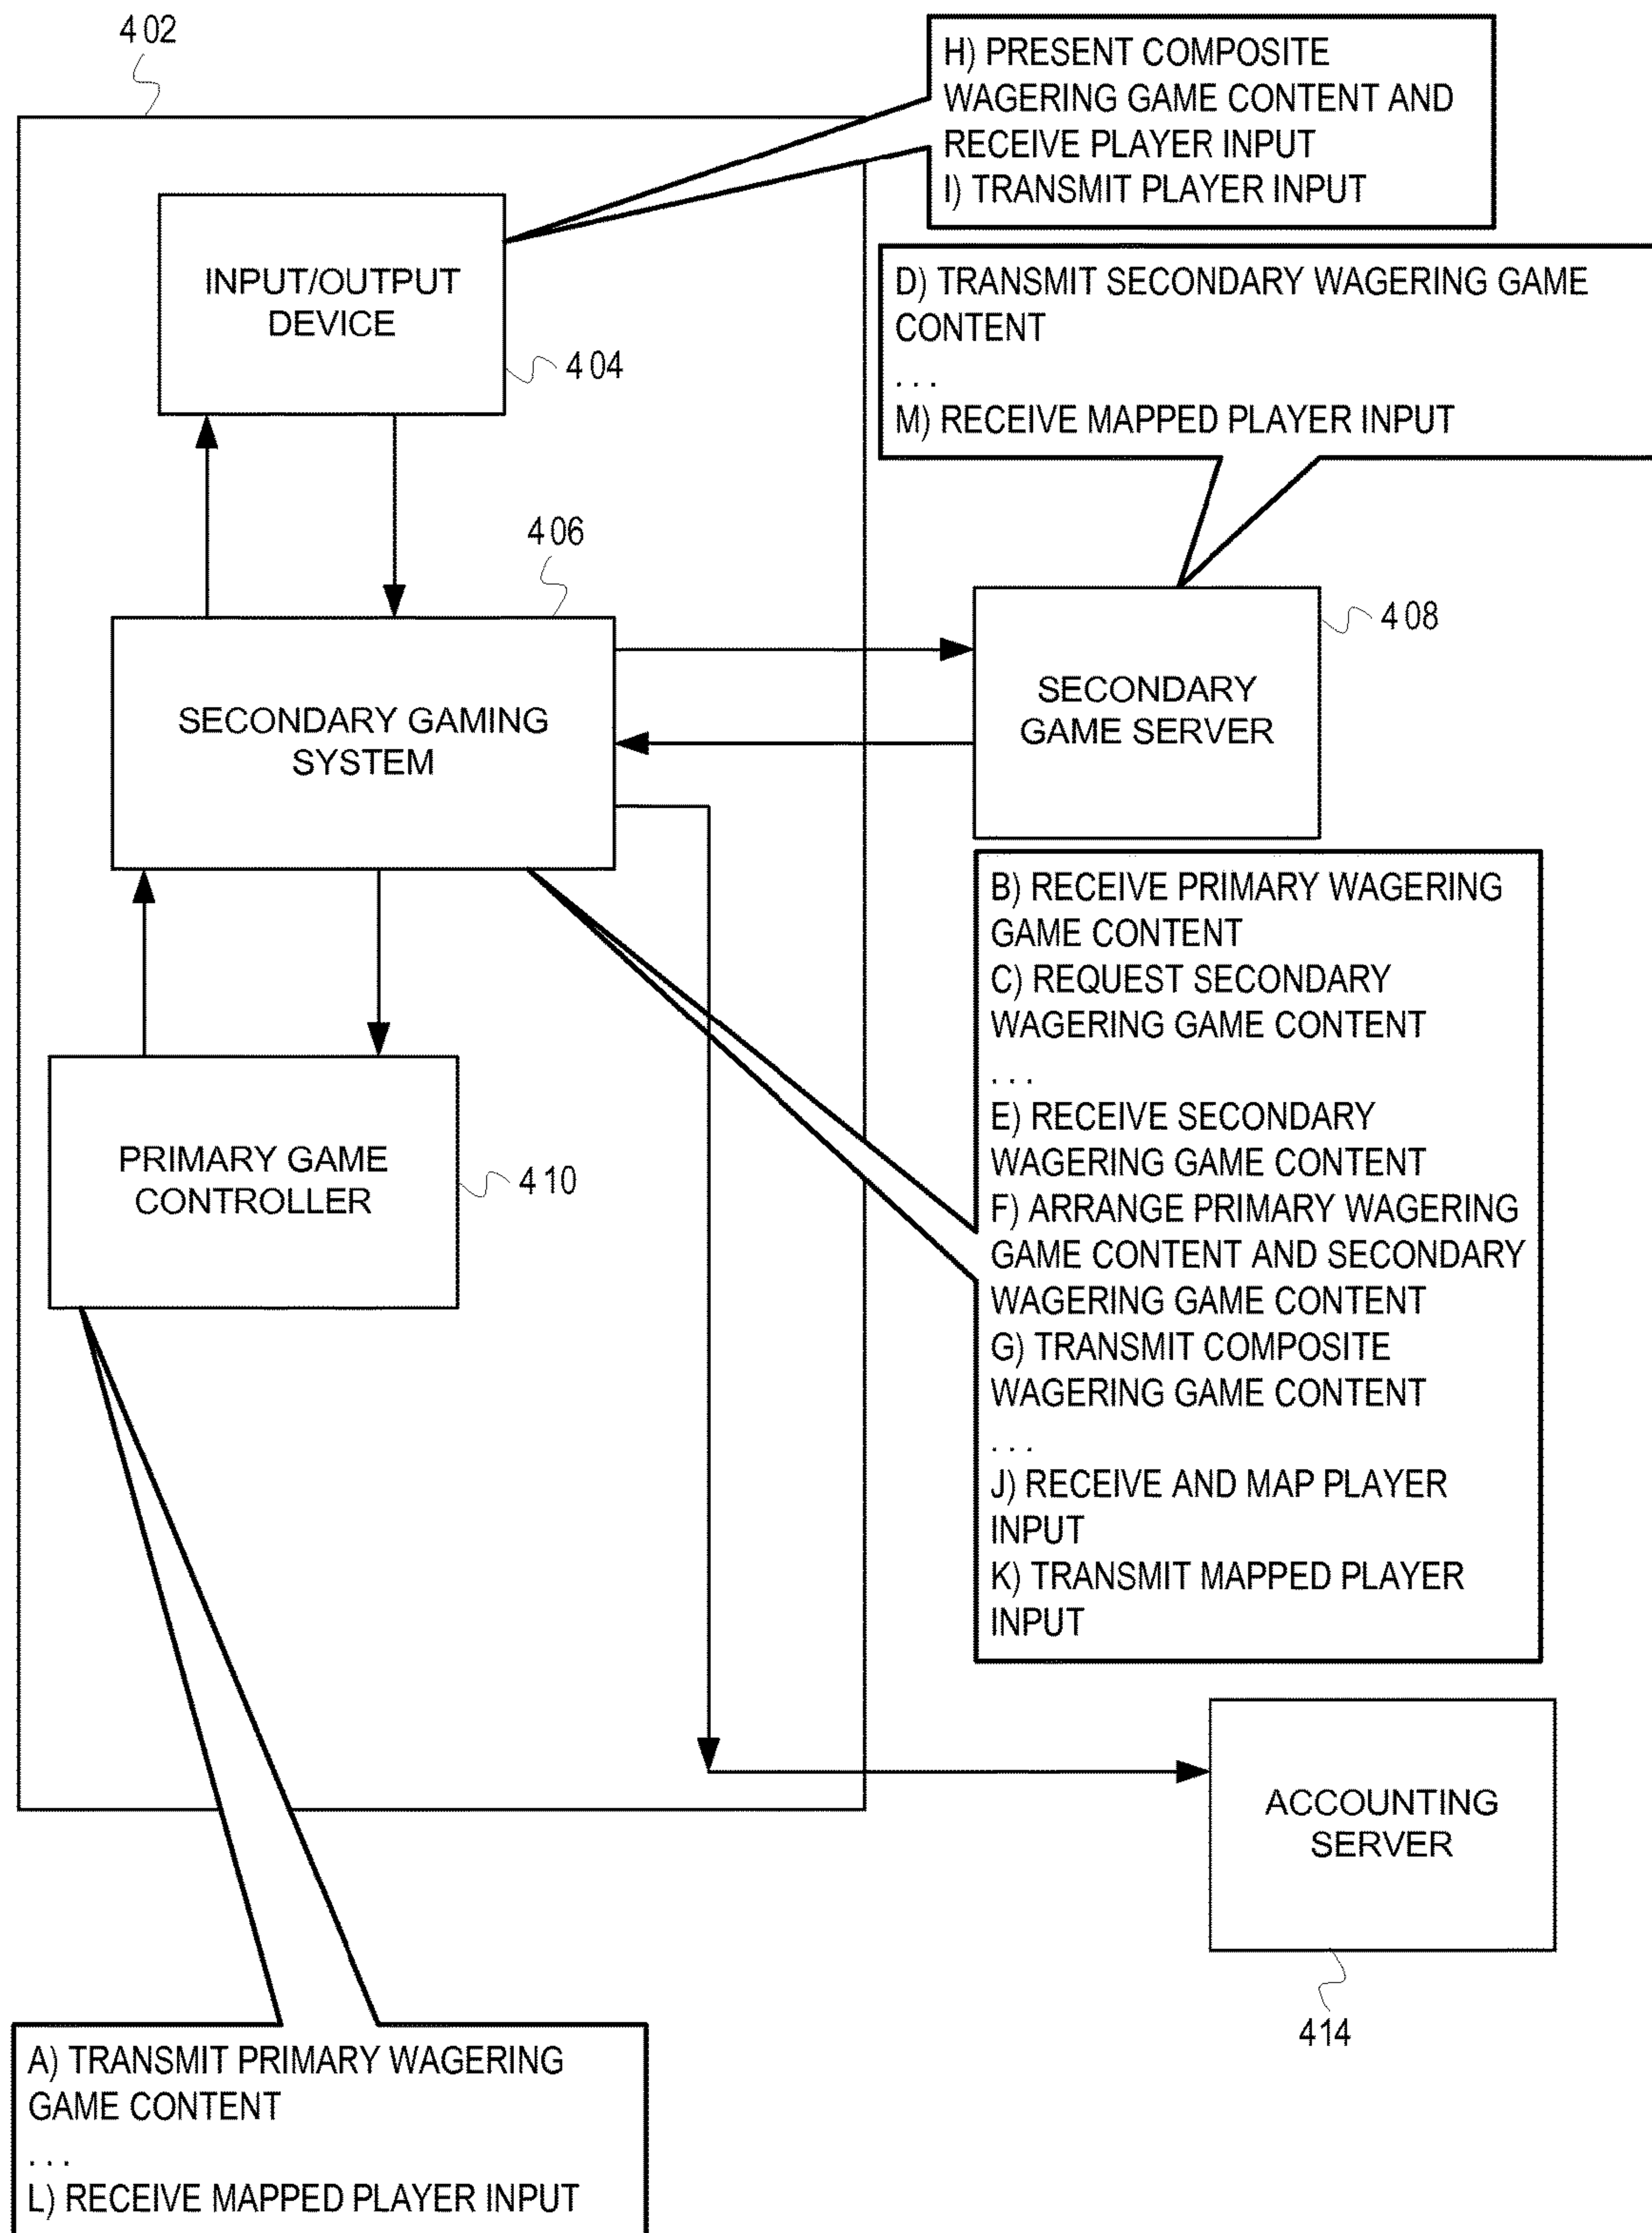 402
H) PRESENT COMPOSITE
WAGERING GAME CONTENT AND
RECEIVE PLAYER INPUT
I) TRANSMIT PLAYER INPUT
INPUT/OUTPUT
DEVICE
404
D) TRANSMIT SECONDARY WAGERING GAME
CONTENT
. . .
M) RECEIVE MAPPED PLAYER INPUT
406
SECONDARY GAMING
SYSTEM
408
SECONDARY
GAME SERVER
B) RECEIVE PRIMARY WAGERING
GAME CONTENT
C) REQUEST SECONDARY
WAGERING GAME CONTENT
. . .
E) RECEIVE SECONDARY
WAGERING GAME CONTENT
F) ARRANGE PRIMARY WAGERING
GAME CONTENT AND SECONDARY
WAGERING GAME CONTENT
G) TRANSMIT COMPOSITE
WAGERING GAME CONTENT
. . .
J) RECEIVE AND MAP PLAYER
INPUT
K) TRANSMIT MAPPED PLAYER
INPUT
PRIMARY GAME
CONTROLLER
410
ACCOUNTING
SERVER
414
A) TRANSMIT PRIMARY WAGERING
GAME CONTENT
. . .
L) RECEIVE MAPPED PLAYER INPUT